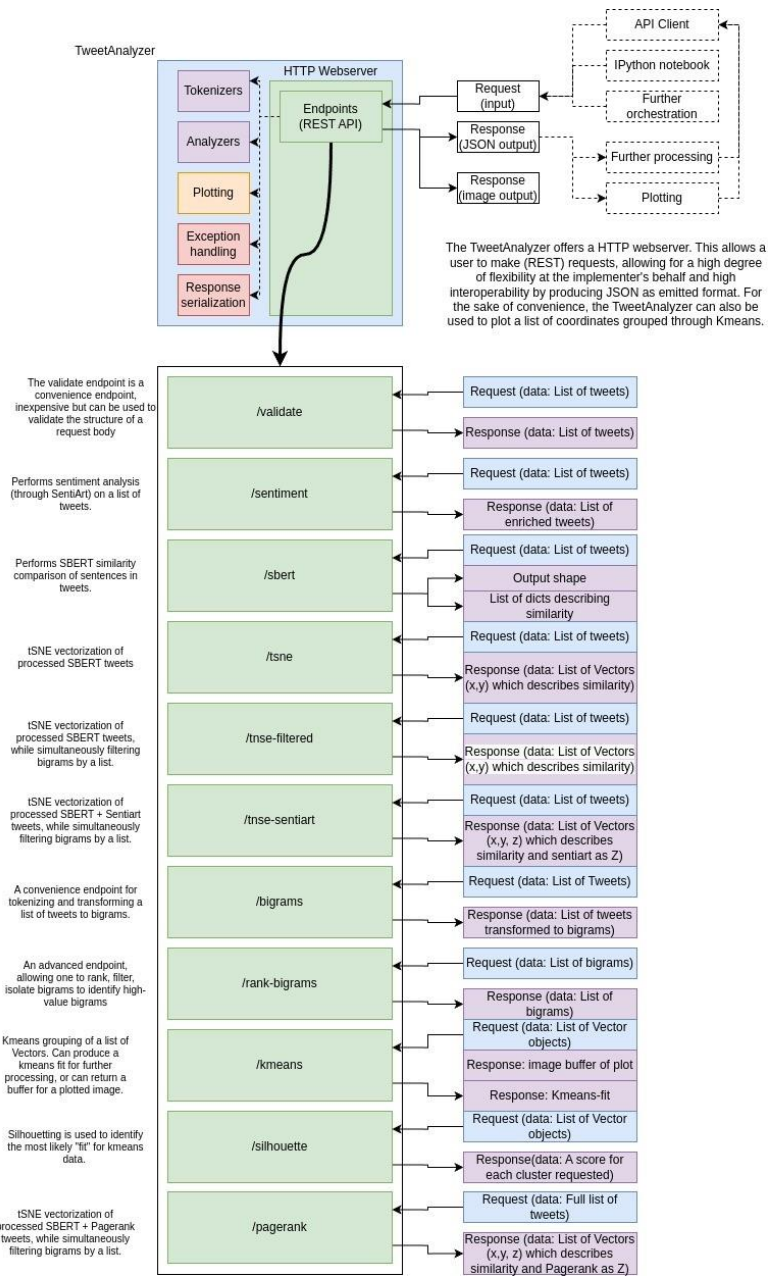 TweetAnalyzer
HTTP Webserver
Tokenizers
Analyzers
Plotting
Exception
handling
Response
serialization
Endpoints
(REST API)
Request
(input)
Response
(JSON output)
Response
(image output)
API Client
IPython notebook
Further
orchestration
Further processing
Plotting
The TweetAnalyzer offers a HTTP webserver. This allows a
user to make (REST) requests, allowing for a high degree
of flexibility at the implementer's behalf and high
interoperability by producing JSON as emitted format. For
the sake of convenience, the TweetAnalyzer can also be
used to plot a list of coordinates grouped through Kmeans.
The validate endpoint is a
convenience endpoint,
inexpensive but can be used to
validate the structure of a
request body
/validate
Request (data: List of tweets)
Response (data: List of tweets)
Performs sentiment analysis
(through SentiArt) on a list of
tweets.
/sentiment
Request (data: List of tweets)
Response (data: List of
enriched tweets)
Performs SBERT similarity
comparison of sentences in
tweets.
/sbert
Request (data: List of tweets)
Output shape
List of dicts describing
similarity
tSNE vectorization of
processed SBERT tweets
/tsne
Request (data: List of tweets)
Response (data: List of Vectors
(x,y) which describes similarity)
tSNE vectorization of
processed SBERT tweets,
while simultaneously filtering
bigrams by a list.
/tnse-filtered
Request (data: List of tweets)
Response (data: List of Vectors
(x,y) which describes similarity)
tSNE vectorization of
processed SBERT + Sentiart
tweets, while simultaneously
filtering bigrams by a list.
/tnse-sentiart
Request (data: List of tweets)
Response (data: List of Vectors
(x,y, z) which describes
similarity and sentiart as Z)
A convenience endpoint for
tokenizing and transforming a
list of tweets to bigrams.
/bigrams
Request (data: List of Tweets)
Response (data: List of tweets
transformed to bigrams)
An advanced endpoint,
allowing one to rank, filter,
isolate bigrams to identify high-
value bigrams
/rank-bigrams
Request (data: List of bigrams)
Response (data: List of
bigrams)
Kmeans grouping of a list of
Vectors. Can produce a
kmeans fit for further
processing, or can return a
buffer for a plotted image.
/kmeans
Request (data: List of Vector
objects)
Response: image buffer of plot
Response: Kmeans-fit
Silhouetting is used to identify
the most likely "fit" for kmeans
data.
/silhouette
Request (data: List of Vector
objects)
Response(data: A score for
each cluster requested)
tSNE vectorization of
rocessed SBERT + Pagerank
tweets, while simultaneously
filtering bigrams by a list.
/pagerank
Request (data: Full list of
tweets)
Response (data: List of Vectors
(x,y, z) which describes
similarity and Pagerank as Z)